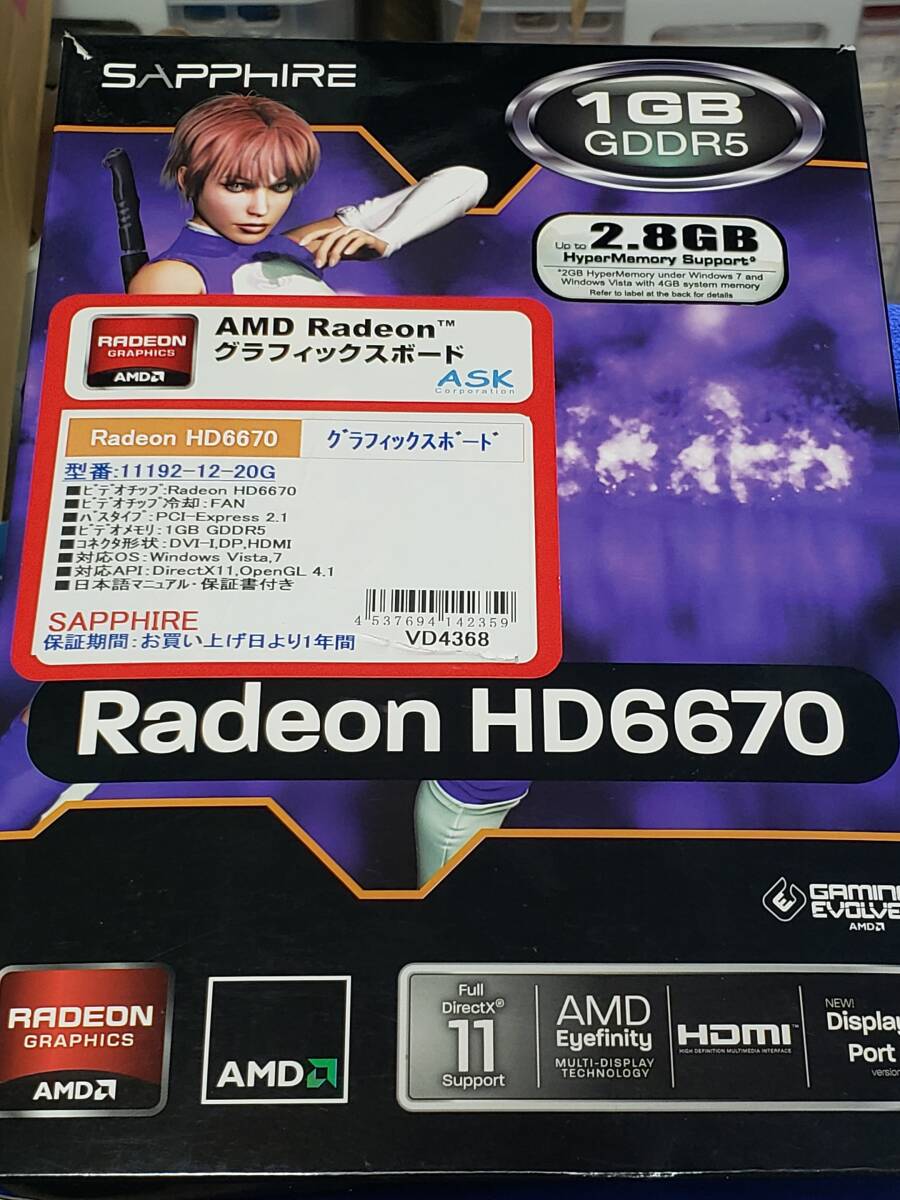 SAPPHIRE
1GB
GDDR5
Up to 2.8GB
HyperMemory Support*
*2GB HyperMemory under Windows 7 and
Windows Vista with 4GB system memory
Refer to label at the back for details
RADEON
GRAPHICS
AMD
AMD Radeon™
グラフィックスボード
ASK
Corporation
Radeon HD6670
グラフィックスボード
型番:11192-12-20G
■ビデオチップ:Radeon HD6670
■ビデオチップ冷却:FAN
■バスタイプ:PCI-Express 2.1
■ビデオメモリ:1GB GDDR5
■コネクタ形状:DVI-I,DP,HDMI
■対応OS:Windows Vista,7
■対応API:DirectX11,OpenGL 4.1
■日本語マニュアル・保証書付き
SAPPHIRE
保証期間:お買い上げ日より1年間
4 537694 142359
VD4368
Radeon HD6670
GAMING
EVOLVE
AMD
RADEON
GRAPHICS
AMD
AMD
Full
DirectX®
11
Support
AMD
Eyefinity
MULTI-DISPLAY
TECHNOLOGY
HDMI™
HIGH DEFINITION MULTIMEDIA INTERFACE
NEW!
Display
Port
version